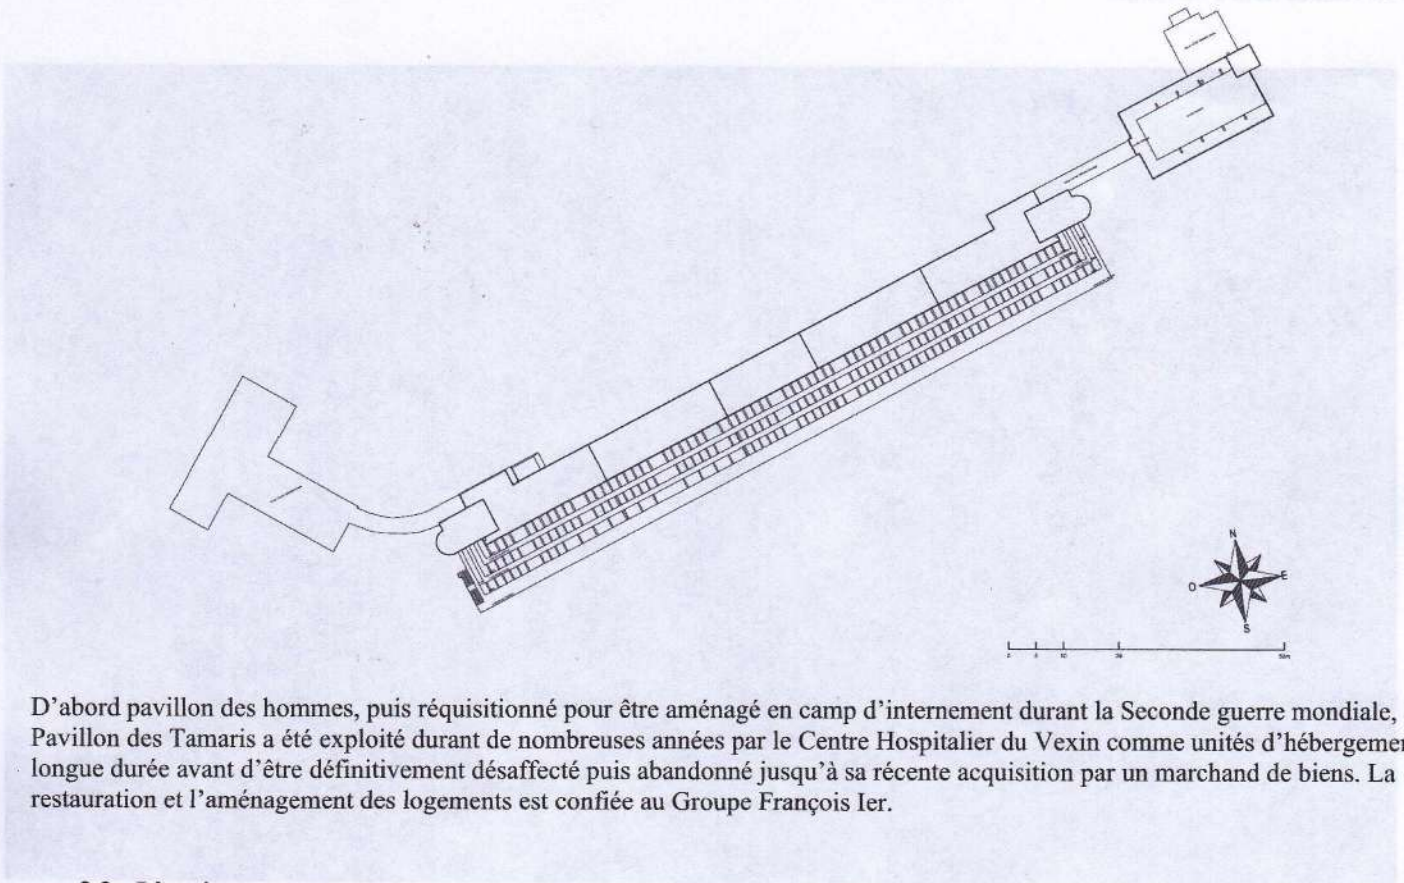 N
O
E
S
D'abord pavillon des hommes, puis réquisitionné pour être aménagé en camp d'internement durant la Seconde guerre mondiale,
Pavillon des Tamaris a été exploité durant de nombreuses années par le Centre Hospitalier du Vexin comme unités d'hébergemen
longue durée avant d'être définitivement désaffecté puis abandonné jusqu'à sa récente acquisition par un marchand de biens. La
restauration et l'aménagement des logements est confiée au Groupe François Ier.